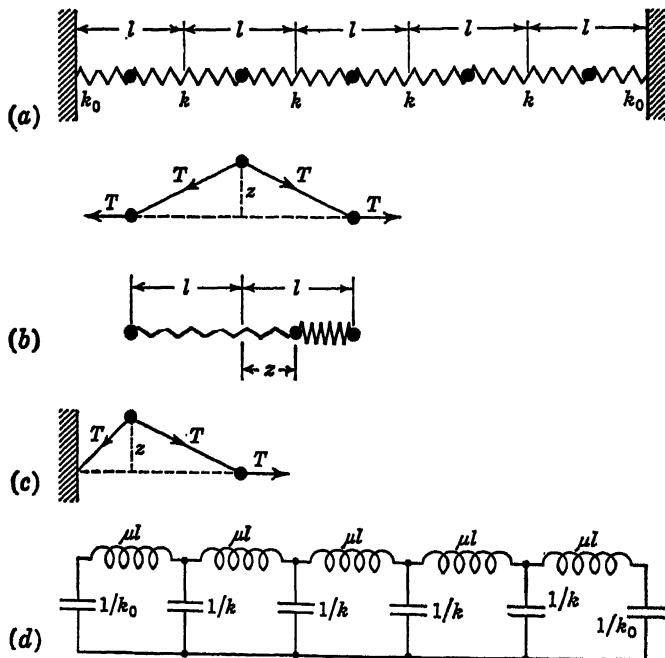 l l l l l
(a) k₀ k k k k k₀
T T
T z T
l l
(b)
z
T T
z T
(c)
μl μl μl μl μl
1/k₀ 1/k 1/k 1/k 1/k 1/k₀
(d)